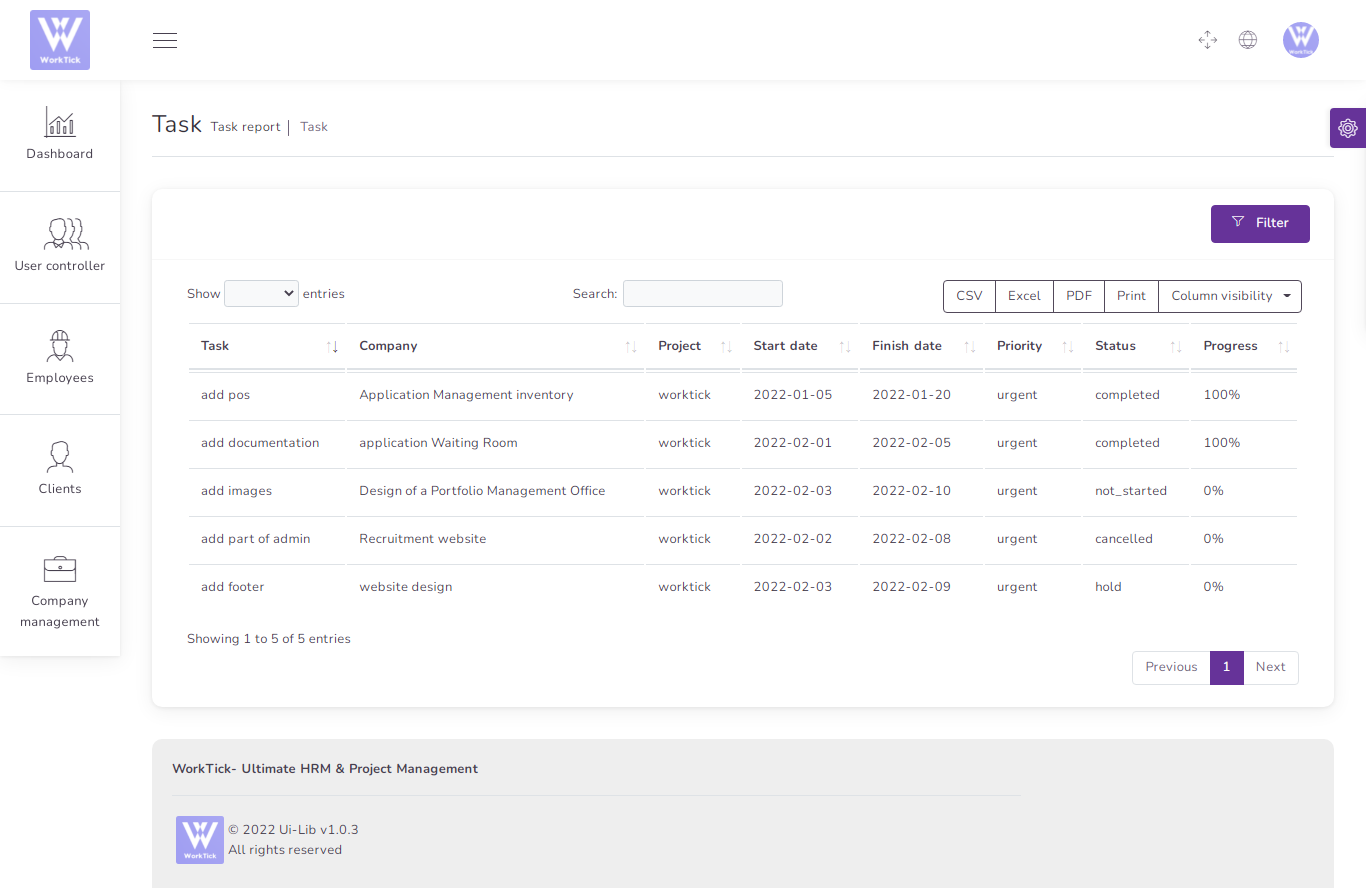 WorkTick
WorkTick
Dashboard
User controller
Employees
Clients
Company
management
Task Task report | Task
Filter
Show entries Search: CSV Excel PDF Print Column visibility
Task Company Project Start date Finish date Priority Status Progress
add pos Application Management inventory worktick 2022-01-05 2022-01-20 urgent completed 100%
add documentation application Waiting Room worktick 2022-02-01 2022-02-05 urgent completed 100%
add images Design of a Portfolio Management Office worktick 2022-02-03 2022-02-10 urgent not_started 0%
add part of admin Recruitment website worktick 2022-02-02 2022-02-08 urgent cancelled 0%
add footer website design worktick 2022-02-03 2022-02-09 urgent hold 0%
Showing 1 to 5 of 5 entries
Previous 1 Next
WorkTick- Ultimate HRM & Project Management
WorkTick
© 2022 Ui-Lib v1.0.3
All rights reserved